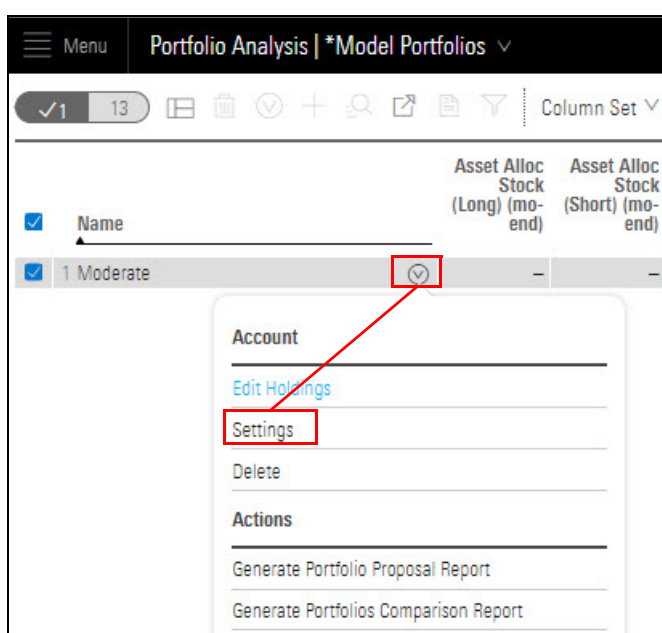 Menu Portfolio Analysis | *Model Portfolios
✓1 13 Column Set
Asset Alloc Stock (Long) (mo-end)
Asset Alloc Stock (Short) (mo-end)
Name
1 Moderate – –
Account
Edit Holdings
Settings
Delete
Actions
Generate Portfolio Proposal Report
Generate Portfolios Comparison Report